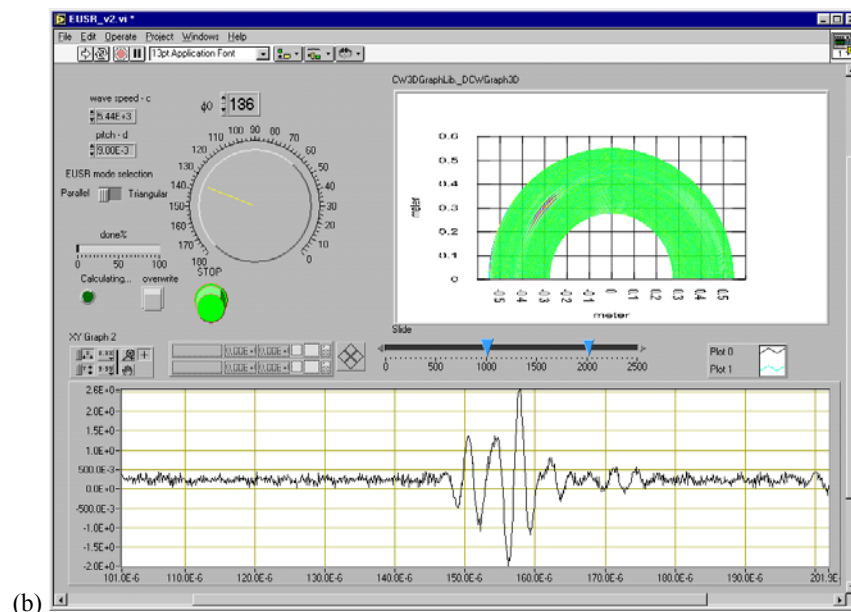 EUSR_v2.vi *
File Edit Operate Project Windows Help
13pt Application Font
1
CW3DGraphLib._DCWGraph3D
wave speed - c
5.44E+3
ϕ0 136
pitch - d
9.00E-3
EUSR mode selection
Parallel Triangular
done%
0 50 100
Calculating... overwrite
STOP
0 10 20 30 40 50 60 70 80 90 100 110 120 130 140 150 160 170 180
0.6
0.5
0.4
0.3
0.2
0.1
0
meter
-0.5 -0.4 -0.3 -0.2 -0.1 0 0.1 0.2 0.3 0.4 0.5
meter
XY Graph 2
Slide
0 500 1000 1500 2000 2500
Plot 0
Plot 1
2.6E+0
2.0E+0
1.5E+0
1.0E+0
500.0E-3
0.0E+0
-500.0E-3
-1.0E+0
-1.5E+0
-2.0E+0
101.0E-6 110.0E-6 120.0E-6 130.0E-6 140.0E-6 150.0E-6 160.0E-6 170.0E-6 180.0E-6 190.0E-6 201.9E
(b)